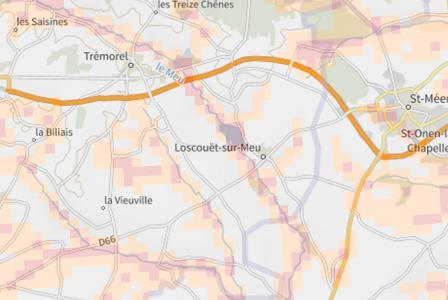 les Treize Chênes
les Saisines
Trémorel
le Meu
St-Méen
St-Onen-l
Chapelle
la Biliais
Loscouët-sur-Meu
la Vieuville
D66